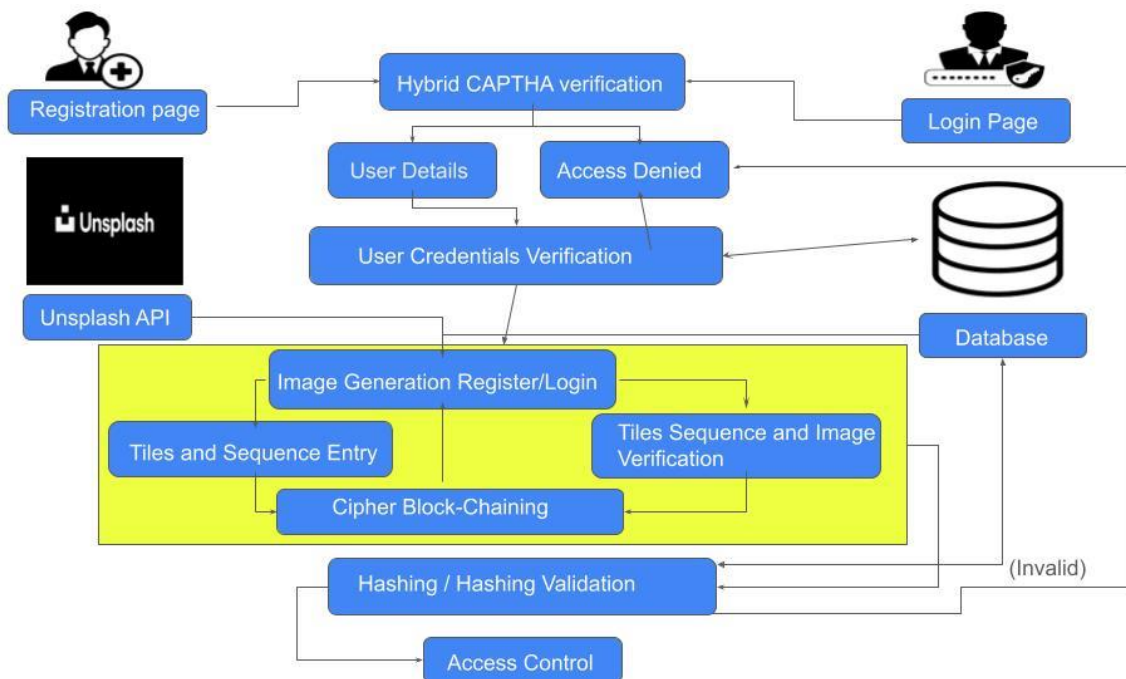 Hybrid CAPTHA verification
Registration page
Login Page
User Details
Access Denied
Unsplash
User Credentials Verification
Unsplash API
Database
Image Generation Register/Login
Tiles and Sequence Entry
Tiles Sequence and Image
Verification
Cipher Block-Chaining
Hashing / Hashing Validation
(Invalid)
Access Control